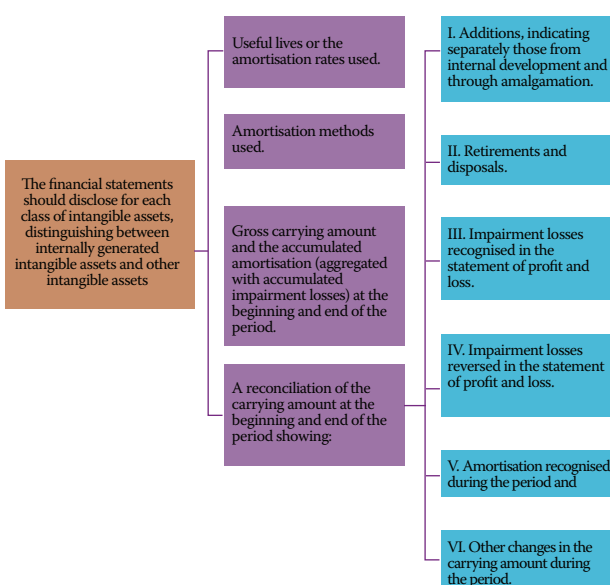 The financial statements
should disclose for each
class of intangible assets,
distinguishing between
internally generated
intangible assets and other
intangible assets
Useful lives or the
amortisation rates used.
Amortisation methods
used.
Gross carrying amount
and the accumulated
amortisation (aggregated
with accumulated
impairment losses) at the
beginning and end of the
period.
A reconciliation of the
carrying amount at the
beginning and end of the
period showing:
I. Additions, indicating
separately those from
internal development and
through amalgamation.
II. Retirements and
disposals.
III. Impairment losses
recognised in the
statement of profit and
loss.
IV. Impairment losses
reversed in the statement
of profit and loss.
V. Amortisation recognised
during the period and
VI. Other changes in the
carrying amount during
the period.